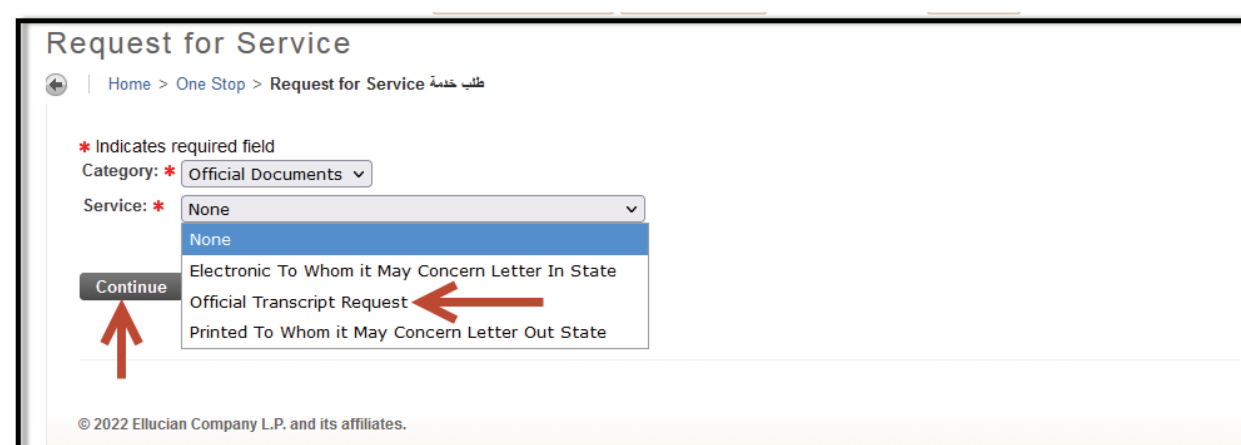 Request for Service
Home > One Stop > Request for Service طلب خدمة
* Indicates required field
Category: * Official Documents
Service: * None
None
Electronic To Whom it May Concern Letter In State
Continue
Official Transcript Request
Printed To Whom it May Concern Letter Out State
© 2022 Ellucian Company L.P. and its affiliates.